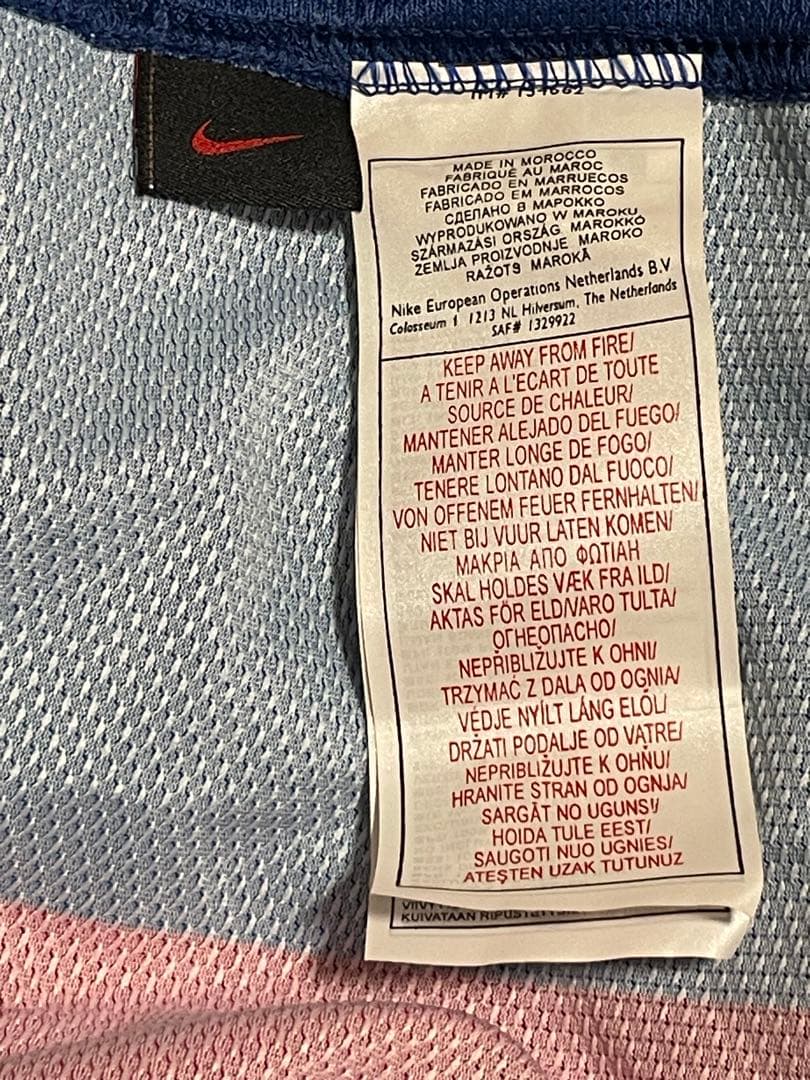 MADE IN MOROCCO
FABRIQUÉ AU MAROC
FABRICADO EN MARRUECOS
FABRICADO EM MARROCOS
СДЕЛАНО В МАРОККО
WYPRODUKOWANO W MAROKU
SZÁRMAZÁSI ORSZÁG MAROKKÓ
ZEMLJA PROIZVODNJE MAROKO
RAŽOTS MAROKĀ
Nike European Operations Netherlands B.V
Colosseum 1 1213 NL Hilversum, The Netherlands
SAF# 1329922
KEEP AWAY FROM FIRE/
A TENIR A L'ECART DE TOUTE
SOURCE DE CHALEUR/
MANTENER ALEJADO DEL FUEGO/
MANTER LONGE DE FOGO/
TENERE LONTANO DAL FUOCO/
VON OFFENEM FEUER FERNHALTEN/
NIET BIJ VUUR LATEN KOMEN/
ΜΑΚΡΙΑ ΑΠΟ ΦΩΤΙΑΗ
SKAL HOLDES VÆK FRA ILD/
AKTAS FÖR ELD/VARO TULTA/
ОГНЕОПАСНО/
NEPŘIBLIŽUJTE K OHNI/
TRZYMAĆ Z DALA OD OGNIA/
VÉDJE NYÍLT LÁNG ELÖL/
DRŽATI PODALJE OD VATRE/
NEPRIBLIŽUJTE K OHŇU/
HRANITE STRAN OD OGNJA/
SARGĀT NO UGUNS!/
HOIDA TULE EEST/
SAUGOTI NUO UGNIES/
ATEŞTEN UZAK TUTUNUZ
KUIVATAAN